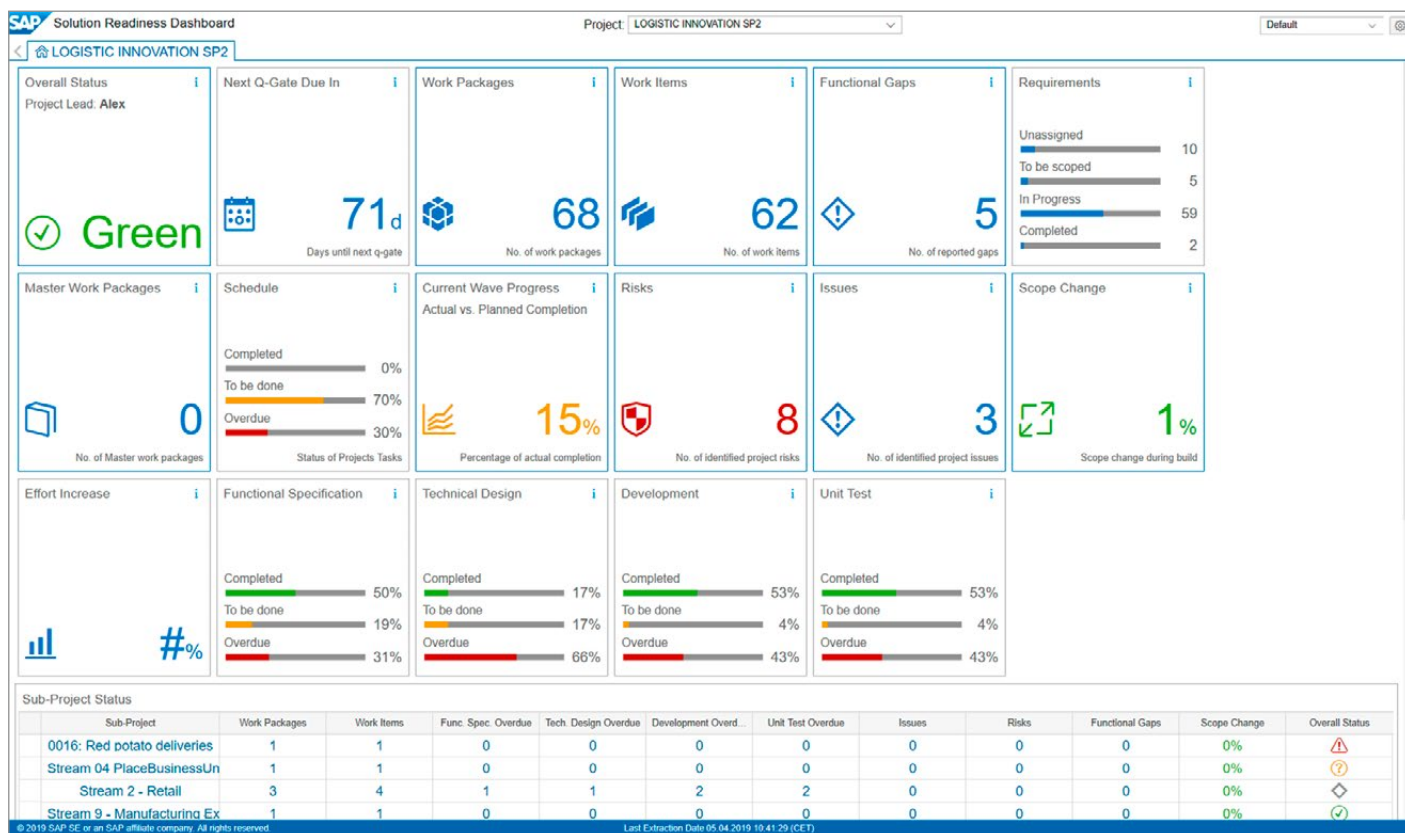 SAP Solution Readiness Dashboard Project: LOGISTIC INNOVATION SP2 Default
LOGISTIC INNOVATION SP2
Overall Status i
Project Lead: Alex
Green
Next Q-Gate Due In i
71d
Days until next q-gate
Work Packages i
68
No. of work packages
Work Items i
62
No. of work items
Functional Gaps i
5
No. of reported gaps
Requirements i
Unassigned
10
To be scoped
5
In Progress
59
Completed
2
Master Work Packages i
0
No. of Master work packages
Schedule i
Completed
0%
To be done
70%
Overdue
30%
Status of Projects Tasks
Current Wave Progress i
Actual vs. Planned Completion
15%
Percentage of actual completion
Risks i
8
No. of identified project risks
Issues i
3
No. of identified project issues
Scope Change i
1%
Scope change during build
Effort Increase i
#%
Functional Specification i
Completed
50%
To be done
19%
Overdue
31%
Technical Design i
Completed
17%
To be done
17%
Overdue
66%
Development i
Completed
53%
To be done
4%
Overdue
43%
Unit Test i
Completed
53%
To be done
4%
Overdue
43%
Sub-Project Status
Sub-Project Work Packages Work Items Func. Spec. Overdue Tech. Design Overdue Development Overd... Unit Test Overdue Issues Risks Functional Gaps Scope Change Overall Status
0016: Red potato deliveries 1 1 0 0 0 0 0 0 0 0%
Stream 04 PlaceBusinessUn 1 1 0 0 0 0 0 0 0 0%
Stream 2 - Retail 3 4 1 1 2 2 0 0 0 0%
Stream 9 - Manufacturing Ex 1 1 0 0 0 0 0 0 0 0%
© 2019 SAP SE or an SAP affiliate company. All rights reserved. Last Extraction Date 05.04.2019 10:41:29 (CET)